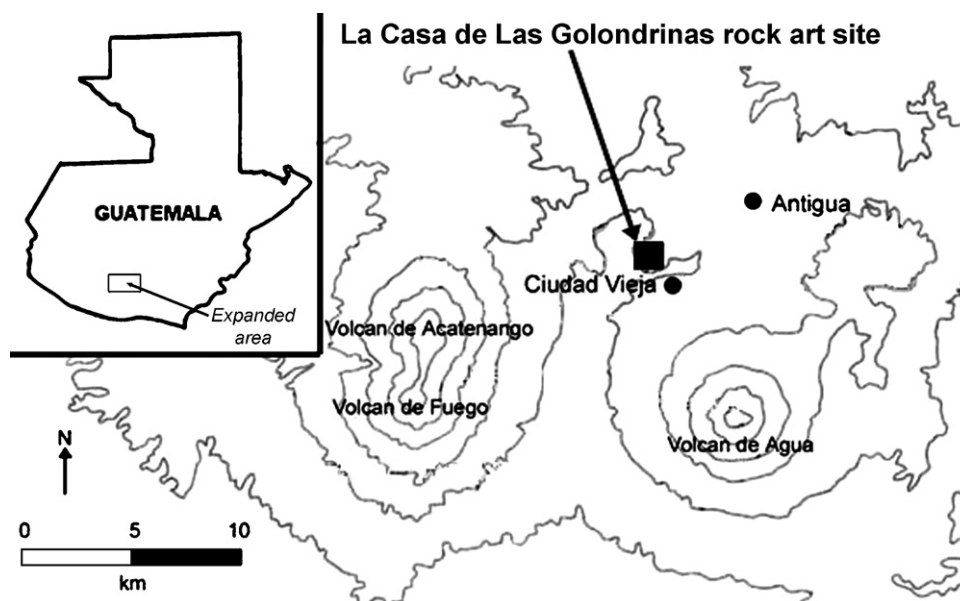 La Casa de Las Golondrinas rock art site
GUATEMALA
Expanded
area
Antigua
Ciudad Vieja
Volcan de Acatenango
Volcan de Fuego
Volcan de Agua
N
0 5 10
km